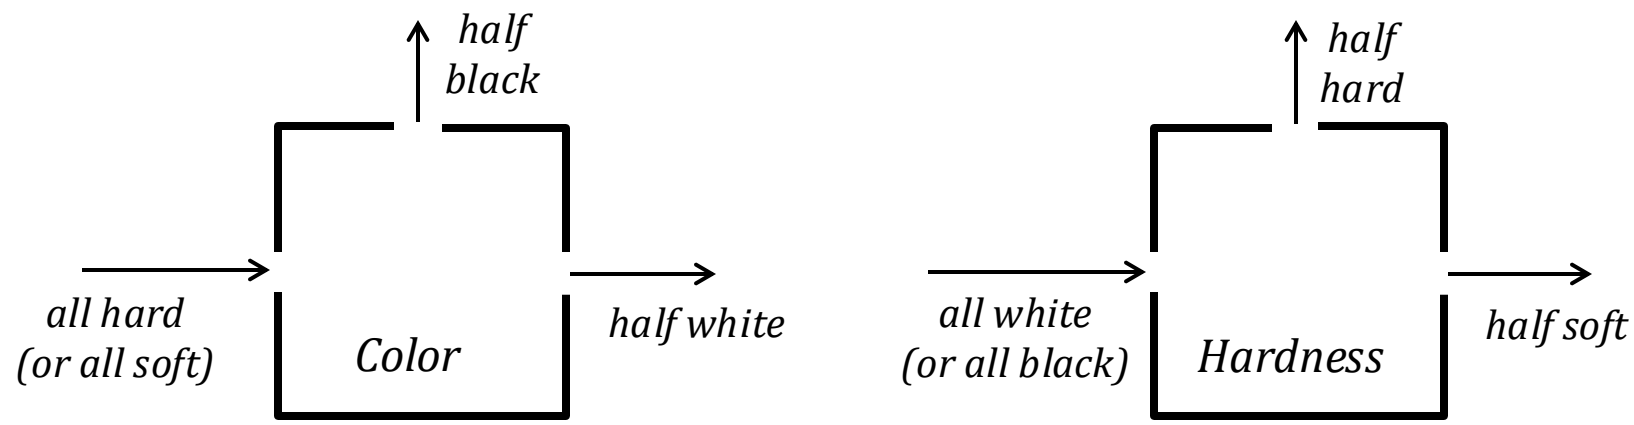 half
black
all hard
(or all soft)
Color
half white
half
hard
all white
(or all black)
Hardness
half soft